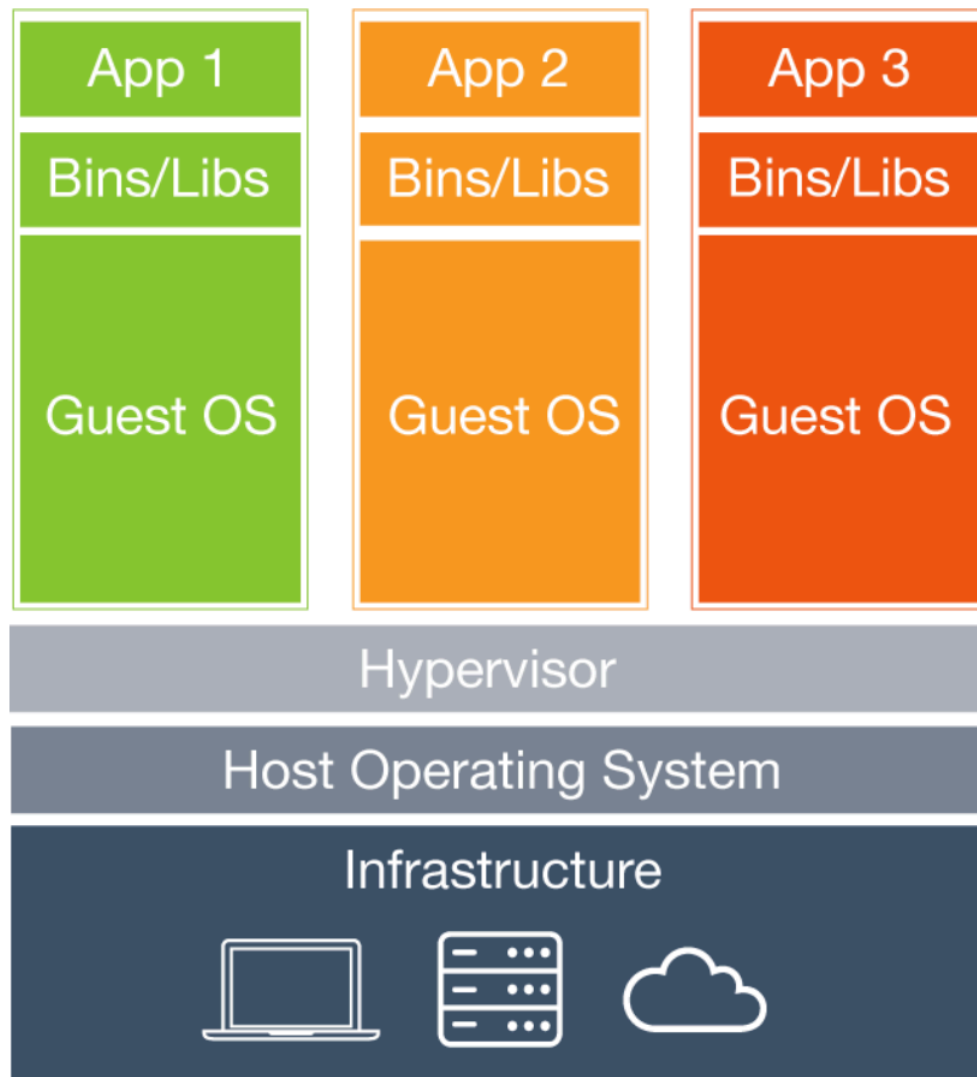 App 1
App 2
App 3
Bins/Libs
Bins/Libs
Bins/Libs
Guest OS
Guest OS
Guest OS
Hypervisor
Host Operating System
Infrastructure